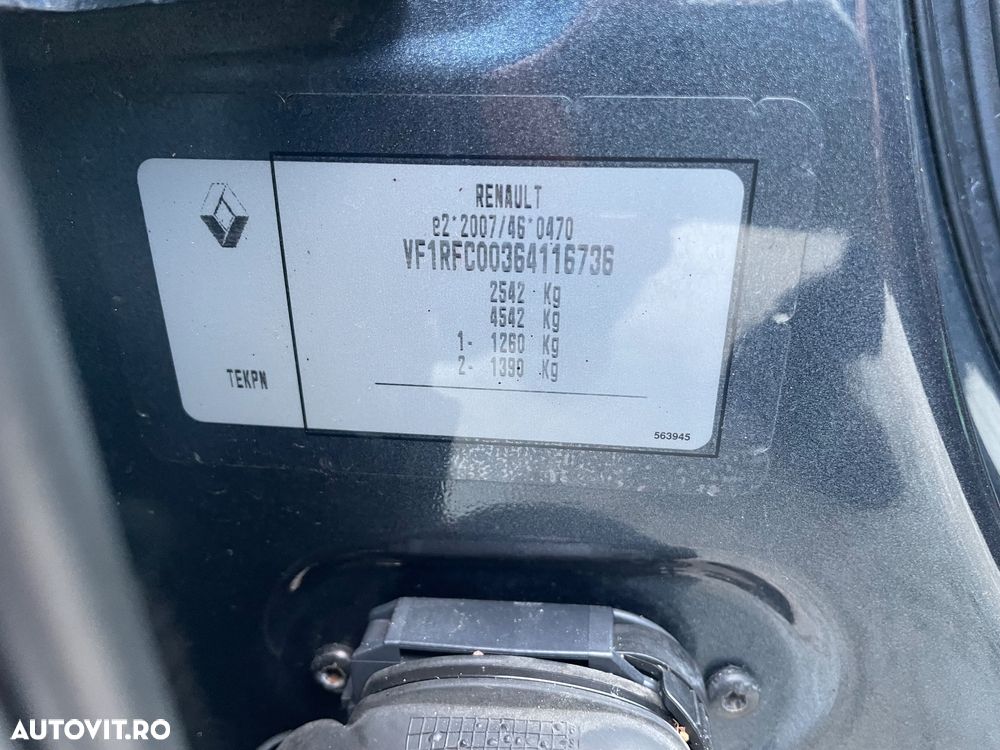 RENAULT
e2*2007/46*0470
VF1RFC00364116736
2542 Kg
4542 Kg
1- 1260 Kg
2- 1390 Kg
TEKPN
563945
AUTOVIT.RO